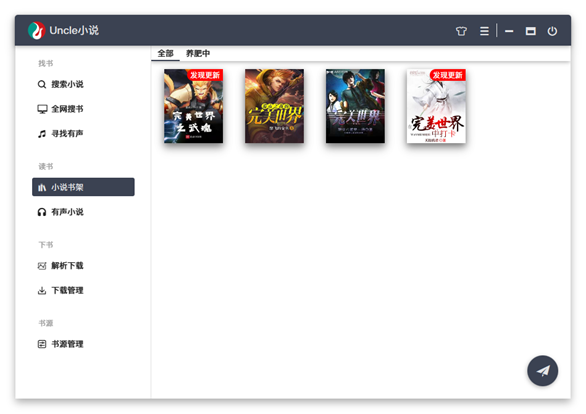 Uncle小说
找书
搜索小说
全网搜书
寻找有声
读书
小说书架
有声小说
下书
解析下载
下载管理
书源
书源管理
全部
养肥中
发现更新
完美世界
之武魂
完美世界
完美世界
发现更新
完美世界
中打卡